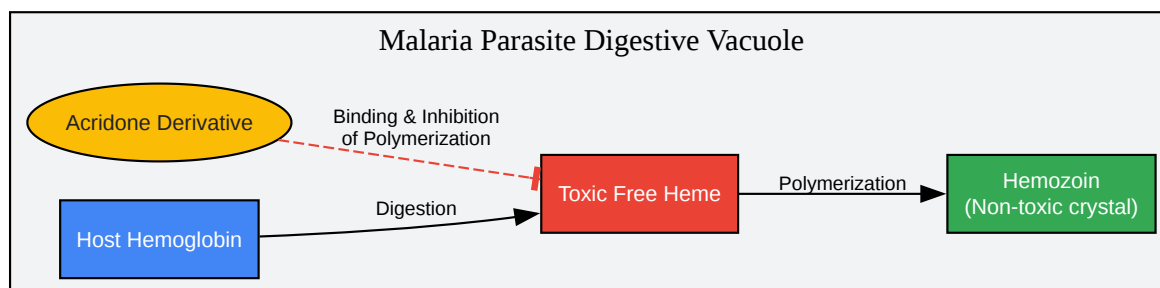 Malaria Parasite Digestive Vacuole
Acridone Derivative
Binding & Inhibition
of Polymerization
Host Hemoglobin
Digestion
Toxic Free Heme
Polymerization
Hemozoin
(Non-toxic crystal)